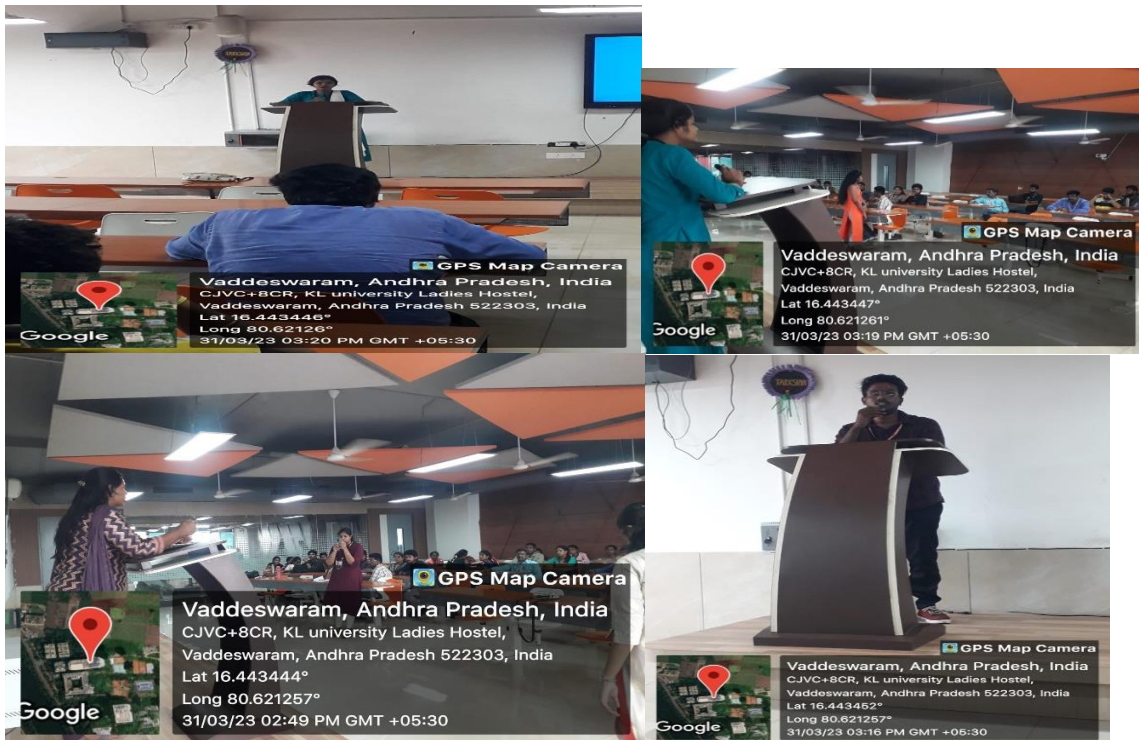 GPS Map Camera
Vaddeswaram, Andhra Pradesh, India
CJVC+8CR, KL university Ladies Hostel,
Vaddeswaram, Andhra Pradesh 522303, India
Lat 16.443446°
Long 80.62126°
31/03/23 03:20 PM GMT +05:30
Google
GPS Map Camera
Vaddeswaram, Andhra Pradesh, India
CJVC+8CR, KL university Ladies Hostel,
Vaddeswaram, Andhra Pradesh 522303, India
Lat 16.443447°
Long 80.621261°
31/03/23 03:19 PM GMT +05:30
Google
GPS Map Camera
Vaddeswaram, Andhra Pradesh, India
CJVC+8CR, KL university Ladies Hostel,
Vaddeswaram, Andhra Pradesh 522303, India
Lat 16.443444°
Long 80.621257°
31/03/23 02:49 PM GMT +05:30
Google
GPS Map Camera
Vaddeswaram, Andhra Pradesh, India
CJVC+8CR, KL university Ladies Hostel,
Vaddeswaram, Andhra Pradesh 522303, India
Lat 16.443452°
Long 80.621257°
31/03/23 03:16 PM GMT +05:30
Google